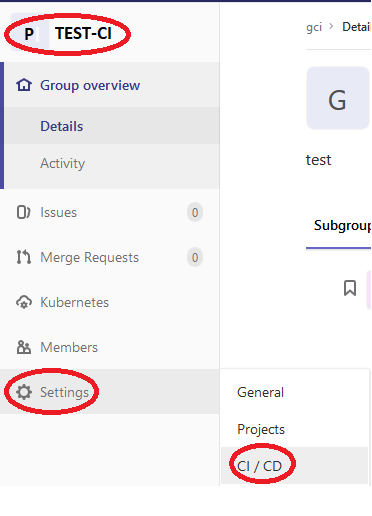 P TEST-CI
gci > Detai
Group overview
G
Details
test
Activity
Issues 0
Subgroup
Merge Requests 0
Kubernetes
Members
Settings
General
Projects
CI / CD